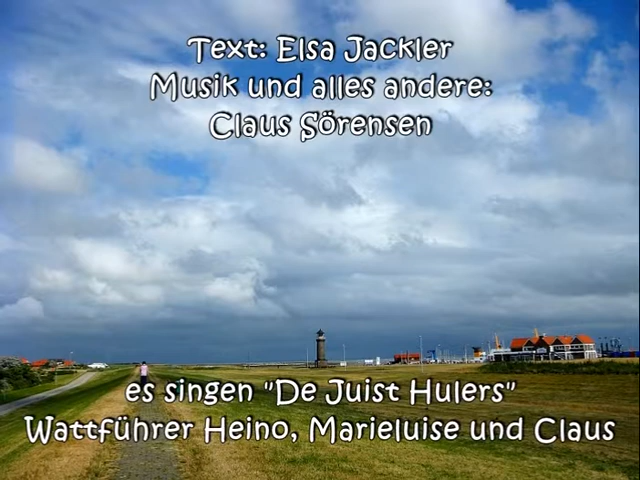 Text: Elsa Jackler
Musik und alles andere:
Claus Sörensen
es singen "De Juist Hulers"
Wattführer Heino, Marieluise und Claus